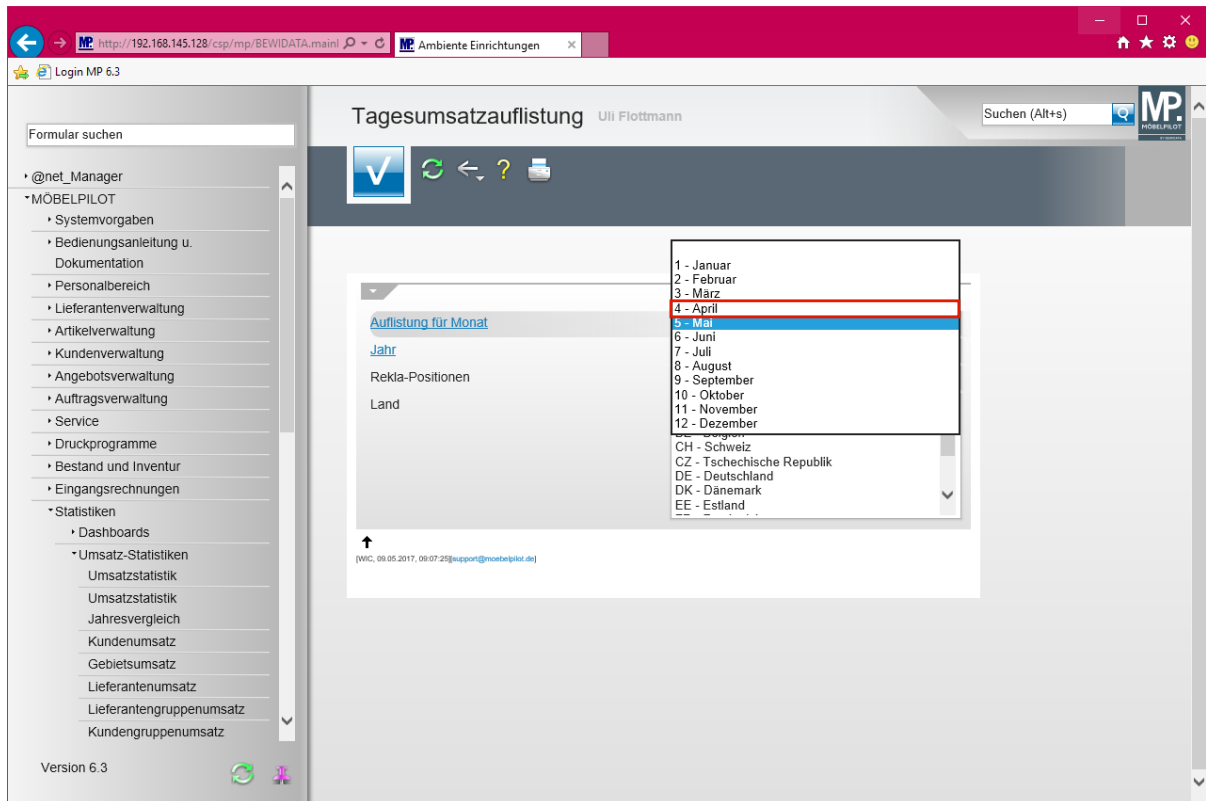 http://192.168.145.128/csp/mp/BEWIDATA.mainl
MP. Ambiente Einrichtungen
Login MP 6.3
Formular suchen
@net_Manager
MÖBELPILOT
Systemvorgaben
Bedienungsanleitung u.
Dokumentation
Personalbereich
Lieferantenverwaltung
Artikelverwaltung
Kundenverwaltung
Angebotsverwaltung
Auftragsverwaltung
Service
Druckprogramme
Bestand und Inventur
Eingangsrechnungen
Statistiken
Dashboards
Umsatz-Statistiken
Umsatzstatistik
Umsatzstatistik
Jahresvergleich
Kundenumsatz
Gebietsumsatz
Lieferantenumsatz
Lieferantengruppenumsatz
Kundengruppenumsatz
Version 6.3
Tagesumsatzauflistung Uli Flottmann
Suchen (Alt+s)
MP.
MÖBELPILOT
Auflistung für Monat
Jahr
Rekla-Positionen
Land
1 - Januar
2 - Februar
3 - März
4 - April
5 - Mai
6 - Juni
7 - Juli
8 - August
9 - September
10 - Oktober
11 - November
12 - Dezember
CH - Schweiz
CZ - Tschechische Republik
DE - Deutschland
DK - Dänemark
EE - Estland
[WIC, 09.05.2017, 09:07:25][support@moebelpilot.de]